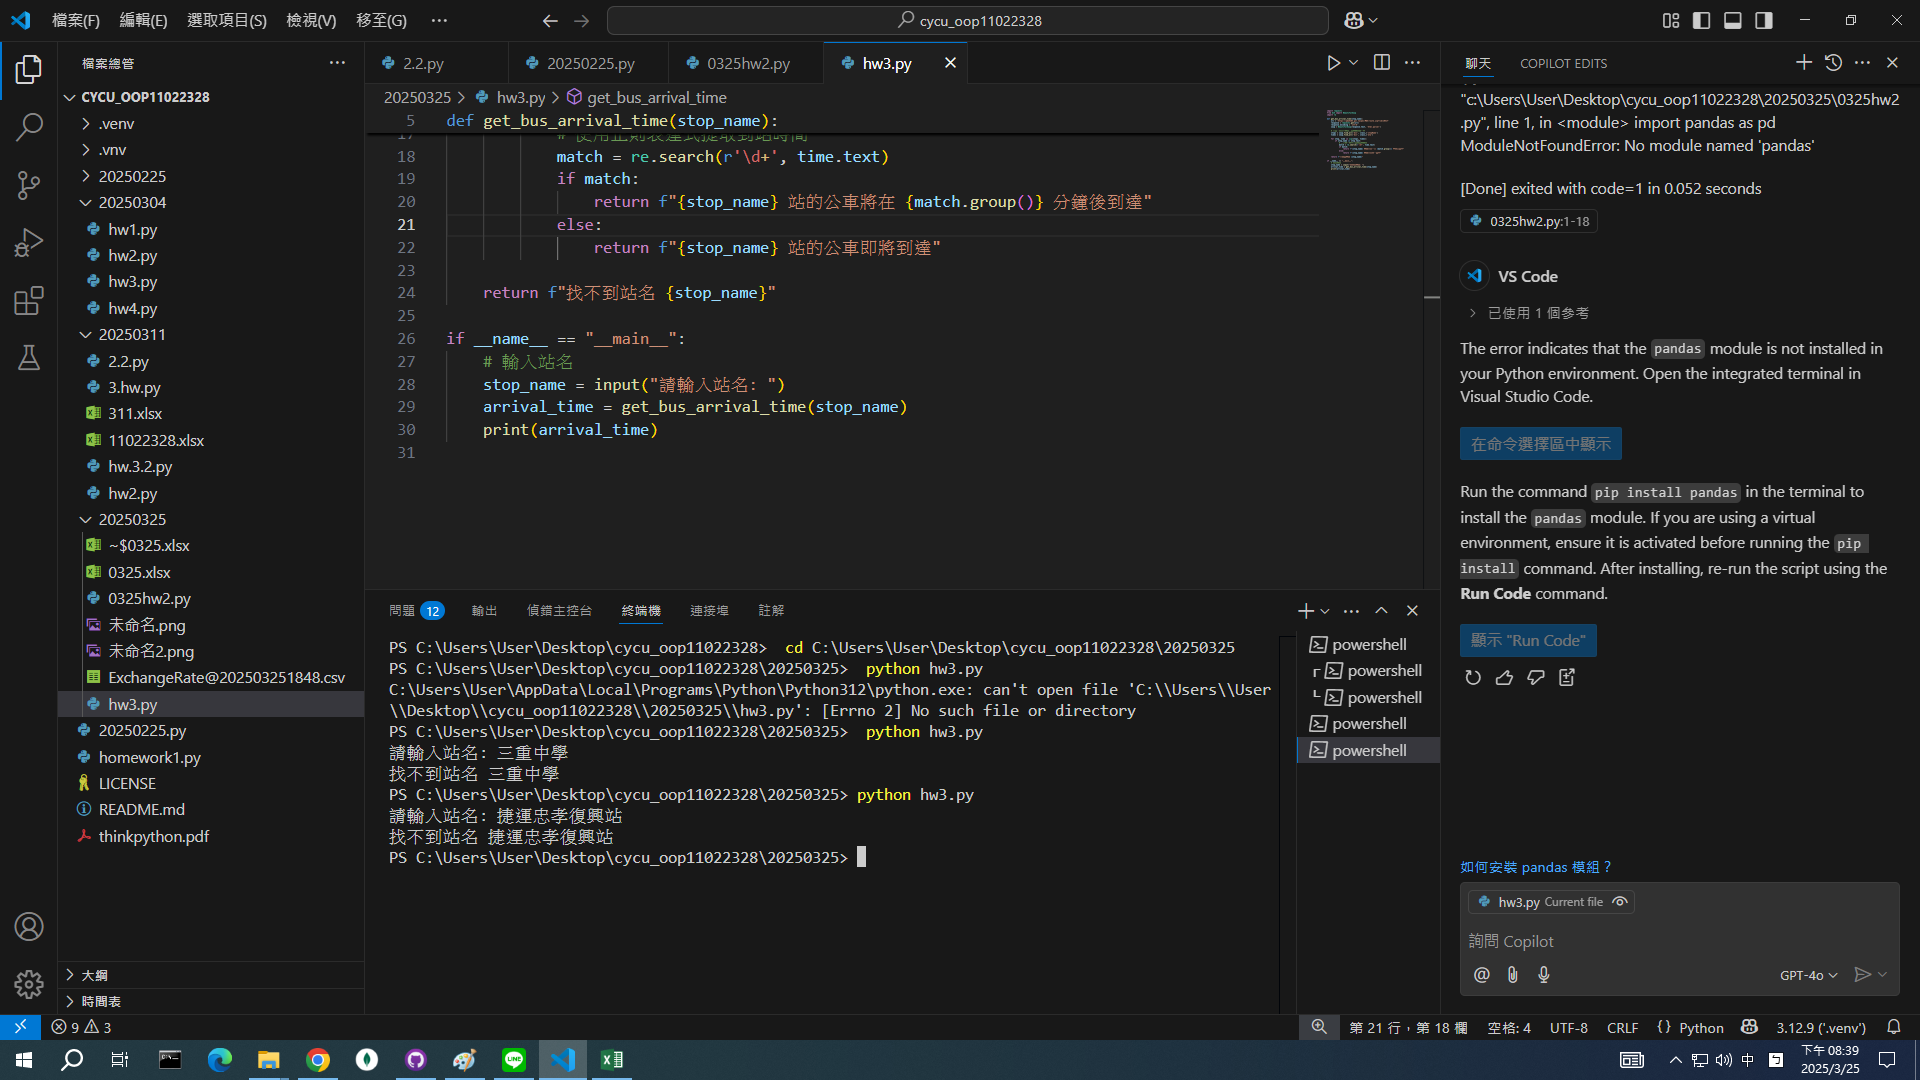 檔案(F) 編輯(E) 選取項目(S) 檢視(V) 移至(G) ···
cycu_oop11022328
檔案總管
CYCU_OOP11022328
.venv
.vnv
20250225
20250304
hw1.py
hw2.py
hw3.py
hw4.py
20250311
2.2.py
3.hw.py
311.xlsx
11022328.xlsx
hw.3.2.py
hw2.py
20250325
~$0325.xlsx
0325.xlsx
0325hw2.py
未命名.png
未命名2.png
ExchangeRate@202503251848.csv
hw3.py
20250225.py
homework1.py
LICENSE
README.md
thinkpython.pdf
大綱
時間表
2.2.py 20250225.py 0325hw2.py hw3.py
20250325 > hw3.py > get_bus_arrival_time
5 def get_bus_arrival_time(stop_name):
17 # 使用正則表達式提取到站時間
18 match = re.search(r'\d+', time.text)
19 if match:
20 return f"{stop_name} 站的公車將在 {match.group()} 分鐘後到達"
21 else:
22 return f"{stop_name} 站的公車即將到達"
23
24 return f"找不到站名 {stop_name}"
25
26 if __name__ == "__main__":
27 # 輸入站名
28 stop_name = input("請輸入站名: ")
29 arrival_time = get_bus_arrival_time(stop_name)
30 print(arrival_time)
31
問題 12 輸出 偵錯主控台 終端機 連接埠 註解
PS C:\Users\User\Desktop\cycu_oop11022328> cd C:\Users\User\Desktop\cycu_oop11022328\20250325
PS C:\Users\User\Desktop\cycu_oop11022328\20250325> python hw3.py
C:\Users\User\AppData\Local\Programs\Python\Python312\python.exe: can't open file 'C:\\Users\\User
\\Desktop\\cycu_oop11022328\\20250325\\hw3.py': [Errno 2] No such file or directory
PS C:\Users\User\Desktop\cycu_oop11022328\20250325> python hw3.py
請輸入站名: 三重中學
找不到站名 三重中學
PS C:\Users\User\Desktop\cycu_oop11022328\20250325> python hw3.py
請輸入站名: 捷運忠孝復興站
找不到站名 捷運忠孝復興站
PS C:\Users\User\Desktop\cycu_oop11022328\20250325>
powershell
powershell
powershell
powershell
powershell
聊天 COPILOT EDITS
"c:\Users\User\Desktop\cycu_oop11022328\20250325\0325hw2
.py", line 1, in <module> import pandas as pd
ModuleNotFoundError: No module named 'pandas'
[Done] exited with code=1 in 0.052 seconds
0325hw2.py:1-18
VS Code
已使用 1 個參考
The error indicates that the pandas module is not installed in
your Python environment. Open the integrated terminal in
Visual Studio Code.
在命令選擇區中顯示
Run the command pip install pandas in the terminal to
install the pandas module. If you are using a virtual
environment, ensure it is activated before running the pip
install command. After installing, re-run the script using the
Run Code command.
顯示 "Run Code"
如何安裝 pandas 模組？
hw3.py Current file
詢問 Copilot
GPT-4o
9 3
第 21 行，第 18 欄 空格: 4 UTF-8 CRLF {} Python 3.12.9 ('.venv')
中
下午 08:39
2025/3/25